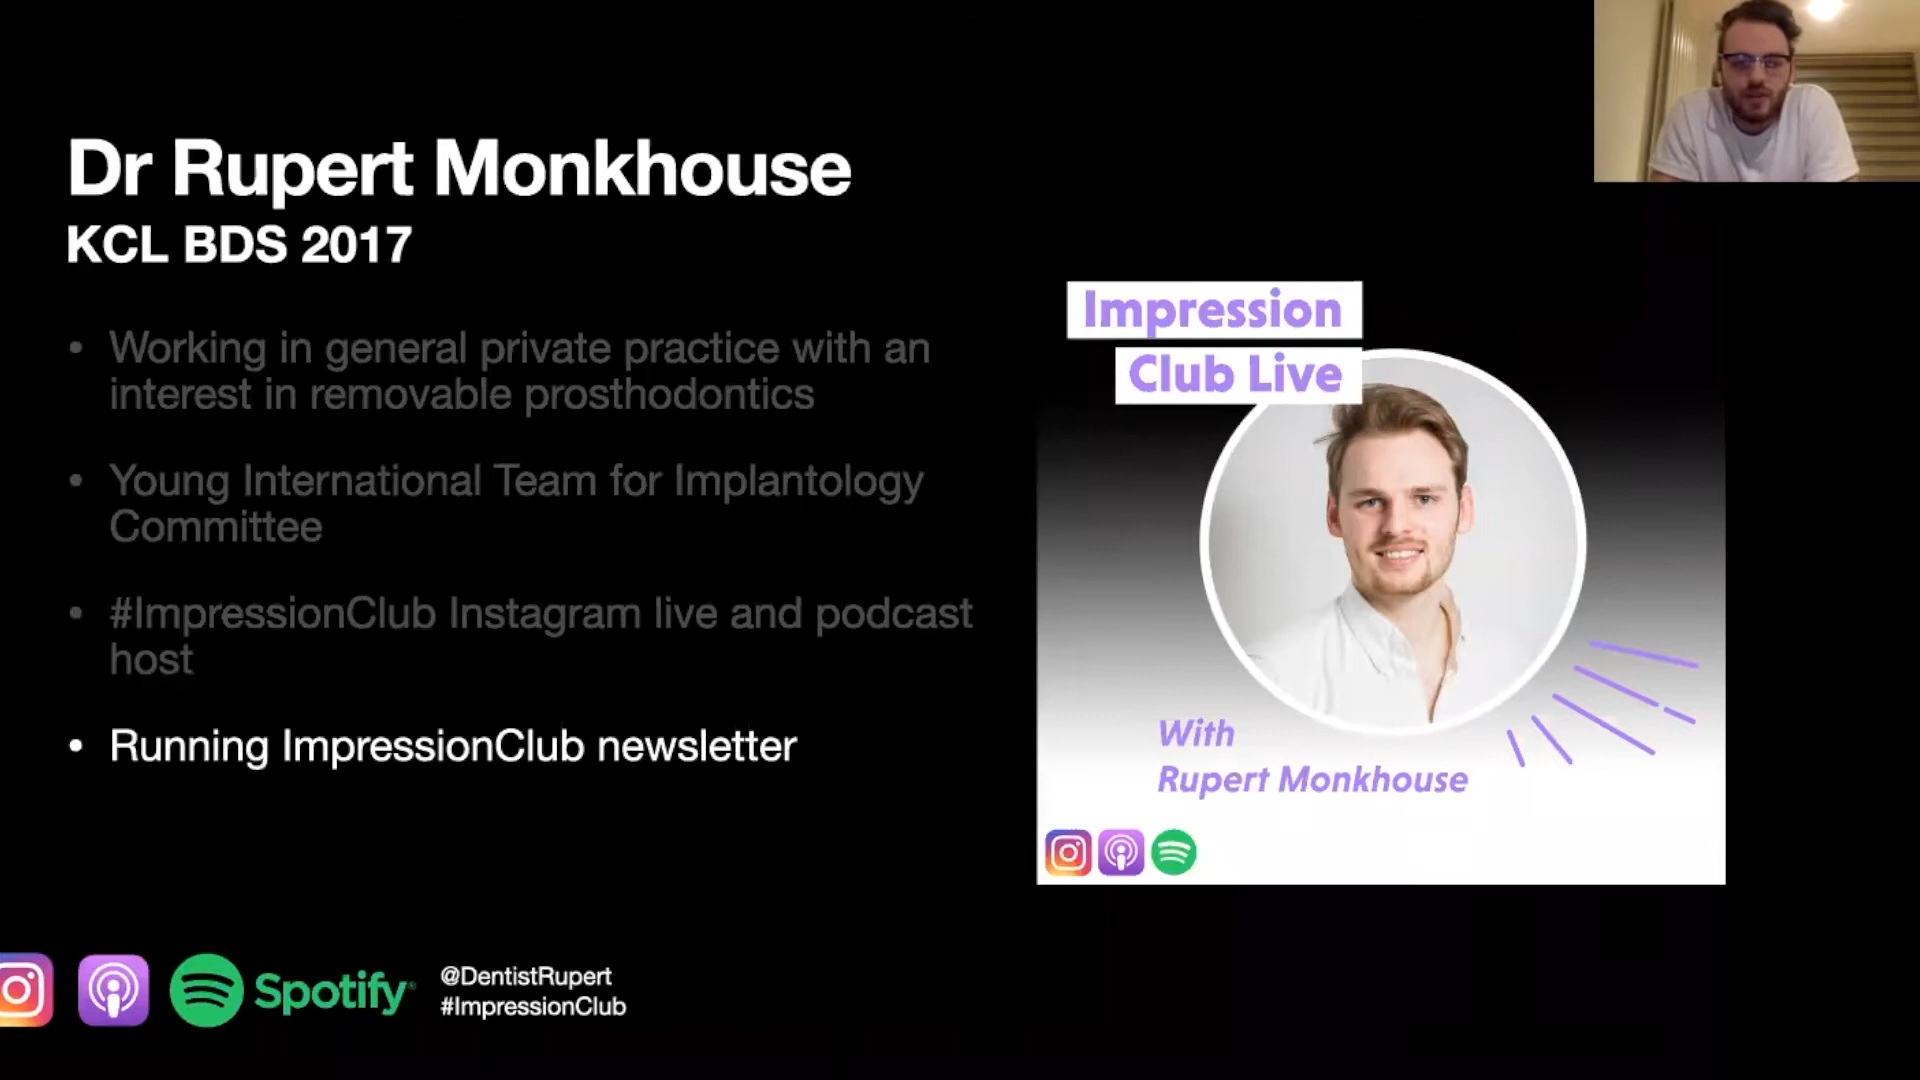 Dr Rupert Monkhouse
KCL BDS 2017
• Working in general private practice with an
interest in removable prosthodontics
• Young International Team for Implantology
Committee
• #ImpressionClub Instagram live and podcast
host
• Running ImpressionClub newsletter
Impression
Club Live
With
Rupert Monkhouse
Spotify®
@DentistRupert
#ImpressionClub